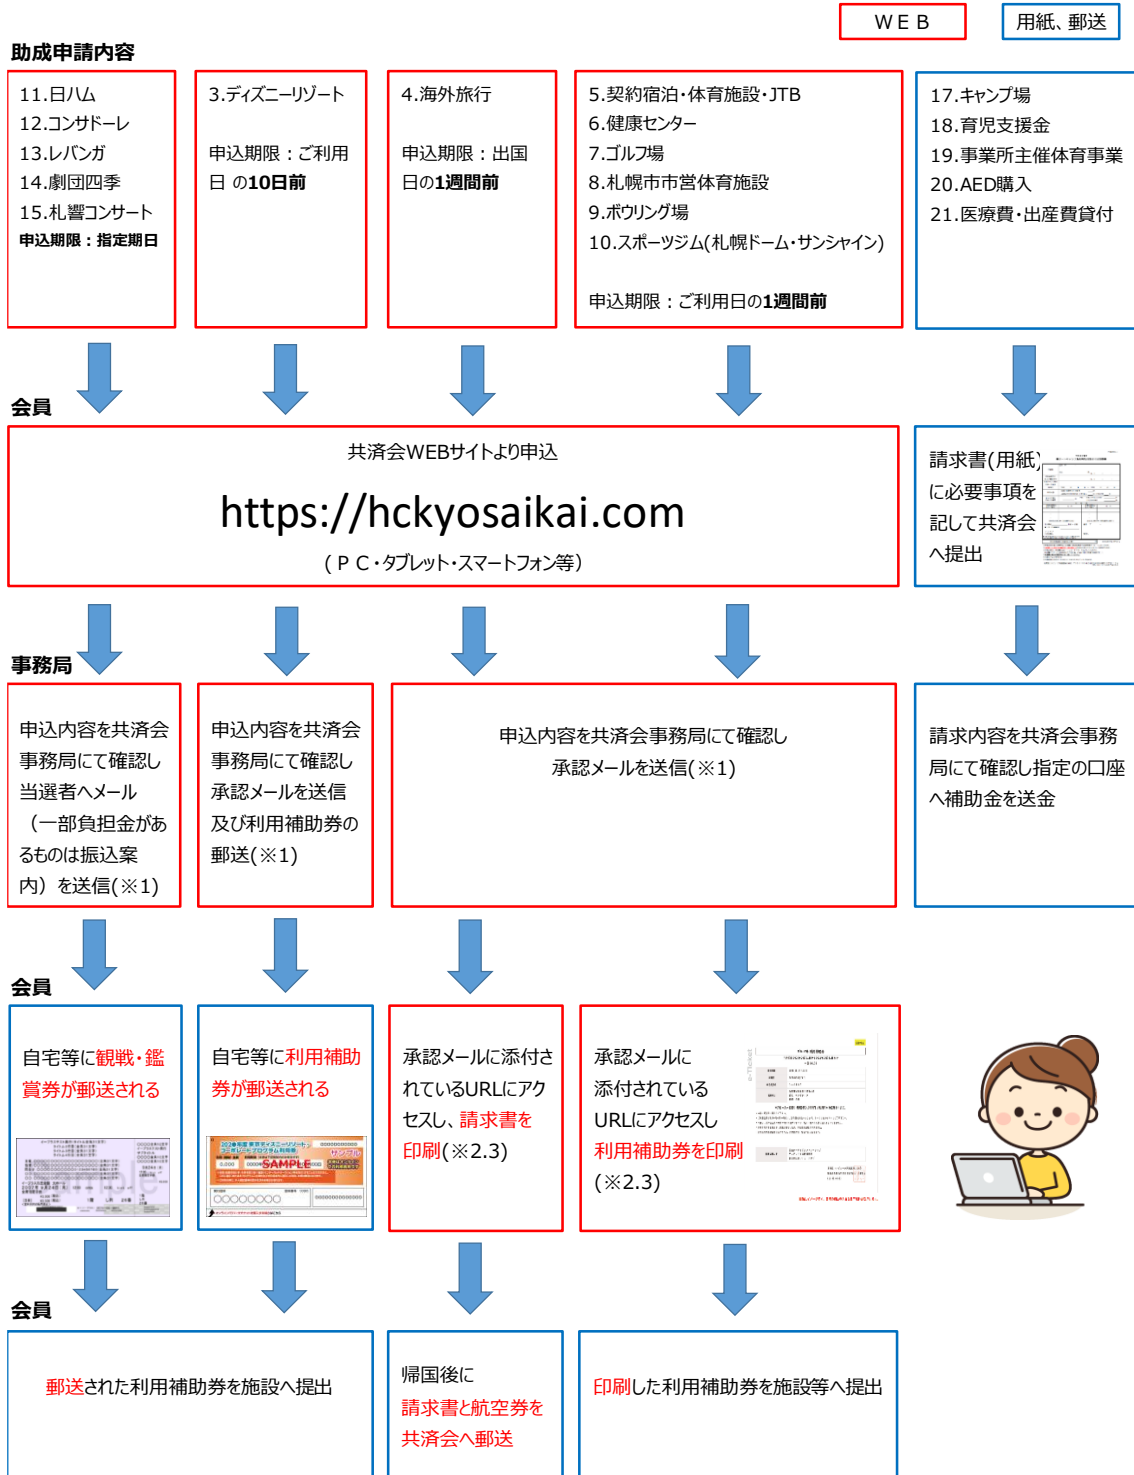 ＷＥＢ
用紙、郵送
助成申請内容
11.日ハム
12.コンサドーレ
13.レバンガ
14.劇団四季
15.札響コンサート
申込期限：指定期日
3.ディズニーリゾート
申込期限：ご利用
日 の10日前
4.海外旅行
申込期限：出国
日の1週間前
5.契約宿泊・体育施設・JTB
6.健康センター
7.ゴルフ場
8.札幌市市営体育施設
9.ボウリング場
10.スポーツジム(札幌ドーム・サンシャイン)
申込期限：ご利用日の1週間前
17.キャンプ場
18.育児支援金
19.事業所主催体育事業
20.AED購入
21.医療費・出産費貸付
会員
共済会WEBサイトより申込
https://hckyosaikai.com
(ＰＣ・タブレット・スマートフォン等)
請求書(用紙)
に必要事項を
記して共済会
へ提出
事務局
申込内容を共済会
事務局にて確認し
当選者へメール
（一部負担金があ
るものは振込案
内）を送信(※1)
申込内容を共済会
事務局にて確認し
承認メールを送信
及び利用補助券の
郵送(※1)
申込内容を共済会事務局にて確認し
承認メールを送信(※1)
請求内容を共済会事務
局にて確認し指定の口座
へ補助金を送金
会員
自宅等に観戦・鑑
賞券が郵送される
自宅等に利用補助
券が郵送される
SAMPLE
サンプル
承認メールに添付さ
れているURLにアク
セスし、請求書を
印刷(※2.3)
承認メールに
添付されている
URLにアクセスし
利用補助券を印刷
(※2.3)
e-Ticket
会員
郵送された利用補助券を施設へ提出
帰国後に
請求書と航空券を
共済会へ郵送
印刷した利用補助券を施設等へ提出